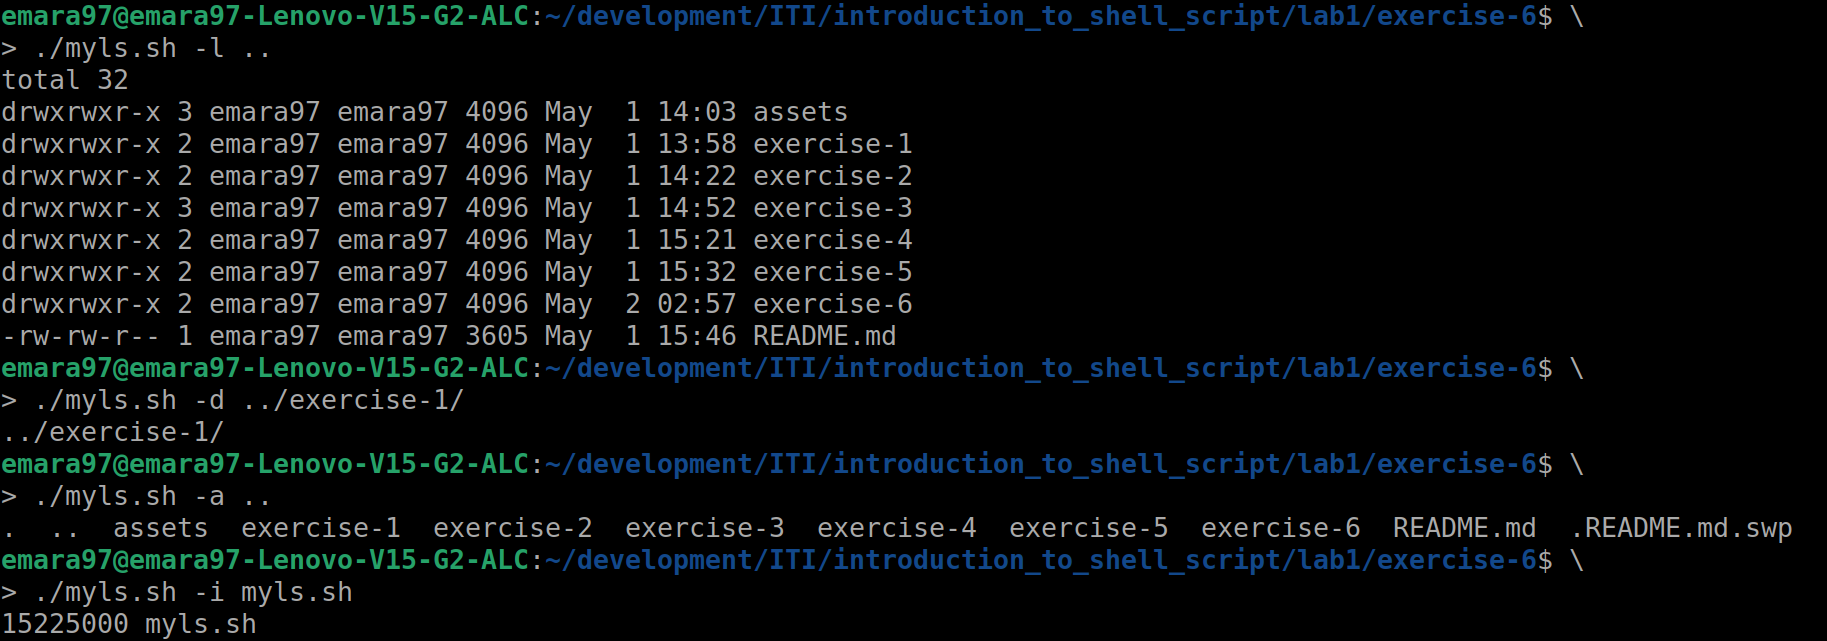 emara97@emara97-Lenovo-V15-G2-ALC:~/development/ITI/introduction_to_shell_script/lab1/exercise-6$ \
> ./myls.sh -l ..
total 32
drwxrwxr-x 3 emara97 emara97 4096 May  1 14:03 assets
drwxrwxr-x 2 emara97 emara97 4096 May  1 13:58 exercise-1
drwxrwxr-x 2 emara97 emara97 4096 May  1 14:22 exercise-2
drwxrwxr-x 3 emara97 emara97 4096 May  1 14:52 exercise-3
drwxrwxr-x 2 emara97 emara97 4096 May  1 15:21 exercise-4
drwxrwxr-x 2 emara97 emara97 4096 May  1 15:32 exercise-5
drwxrwxr-x 2 emara97 emara97 4096 May  2 02:57 exercise-6
-rw-rw-r-- 1 emara97 emara97 3605 May  1 15:46 README.md
emara97@emara97-Lenovo-V15-G2-ALC:~/development/ITI/introduction_to_shell_script/lab1/exercise-6$ \
> ./myls.sh -d ../exercise-1/
../exercise-1/
emara97@emara97-Lenovo-V15-G2-ALC:~/development/ITI/introduction_to_shell_script/lab1/exercise-6$ \
> ./myls.sh -a ..
.  ..  assets  exercise-1  exercise-2  exercise-3  exercise-4  exercise-5  exercise-6  README.md  .README.md.swp
emara97@emara97-Lenovo-V15-G2-ALC:~/development/ITI/introduction_to_shell_script/lab1/exercise-6$ \
> ./myls.sh -i myls.sh
15225000 myls.sh